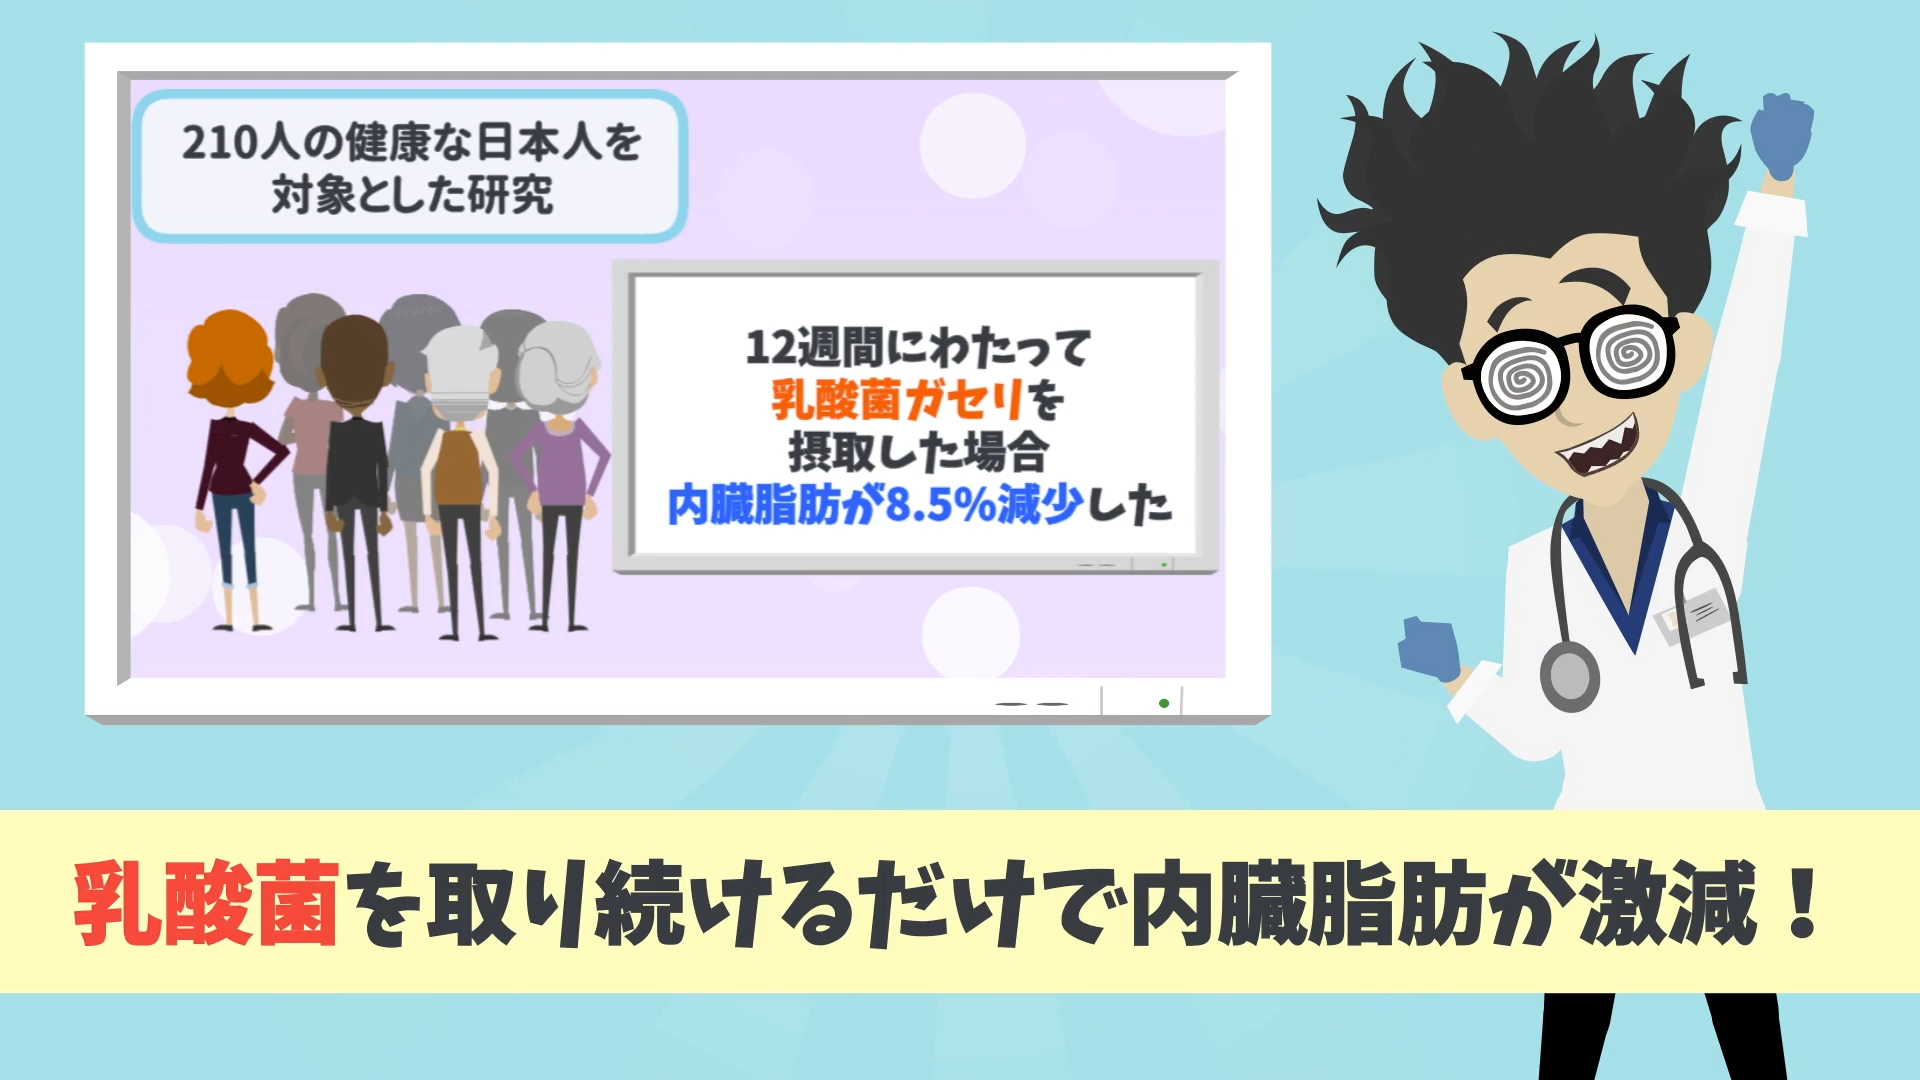 210人の健康な日本人を
対象とした研究
12週間にわたって
乳酸菌ガセリを
摂取した場合
内臓脂肪が8.5%減少した
乳酸菌を取り続けるだけで内臓脂肪が激減！